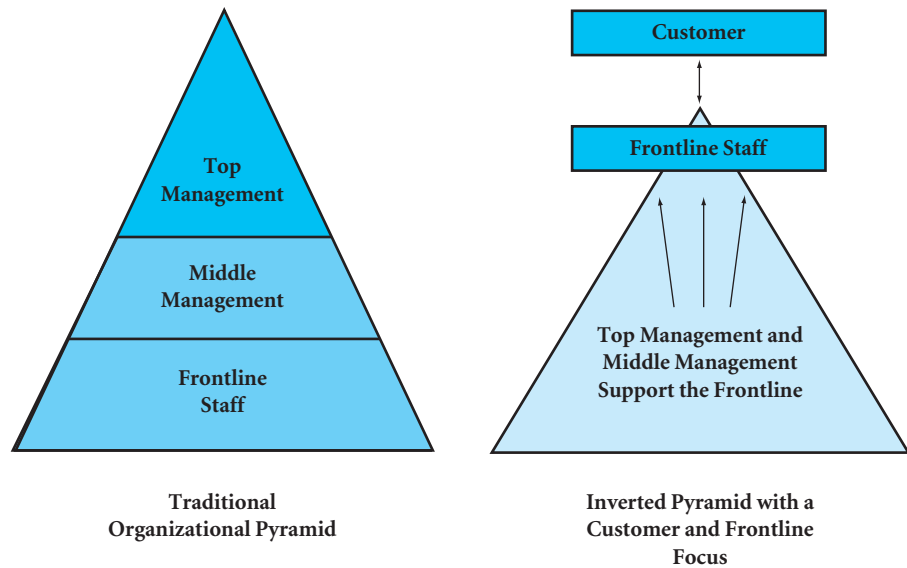 Top
Management
Middle
Management
Frontline
Staff
Traditional
Organizational Pyramid
Customer
Frontline Staff
Top Management and
Middle Management
Support the Frontline
Inverted Pyramid with a
Customer and Frontline
Focus